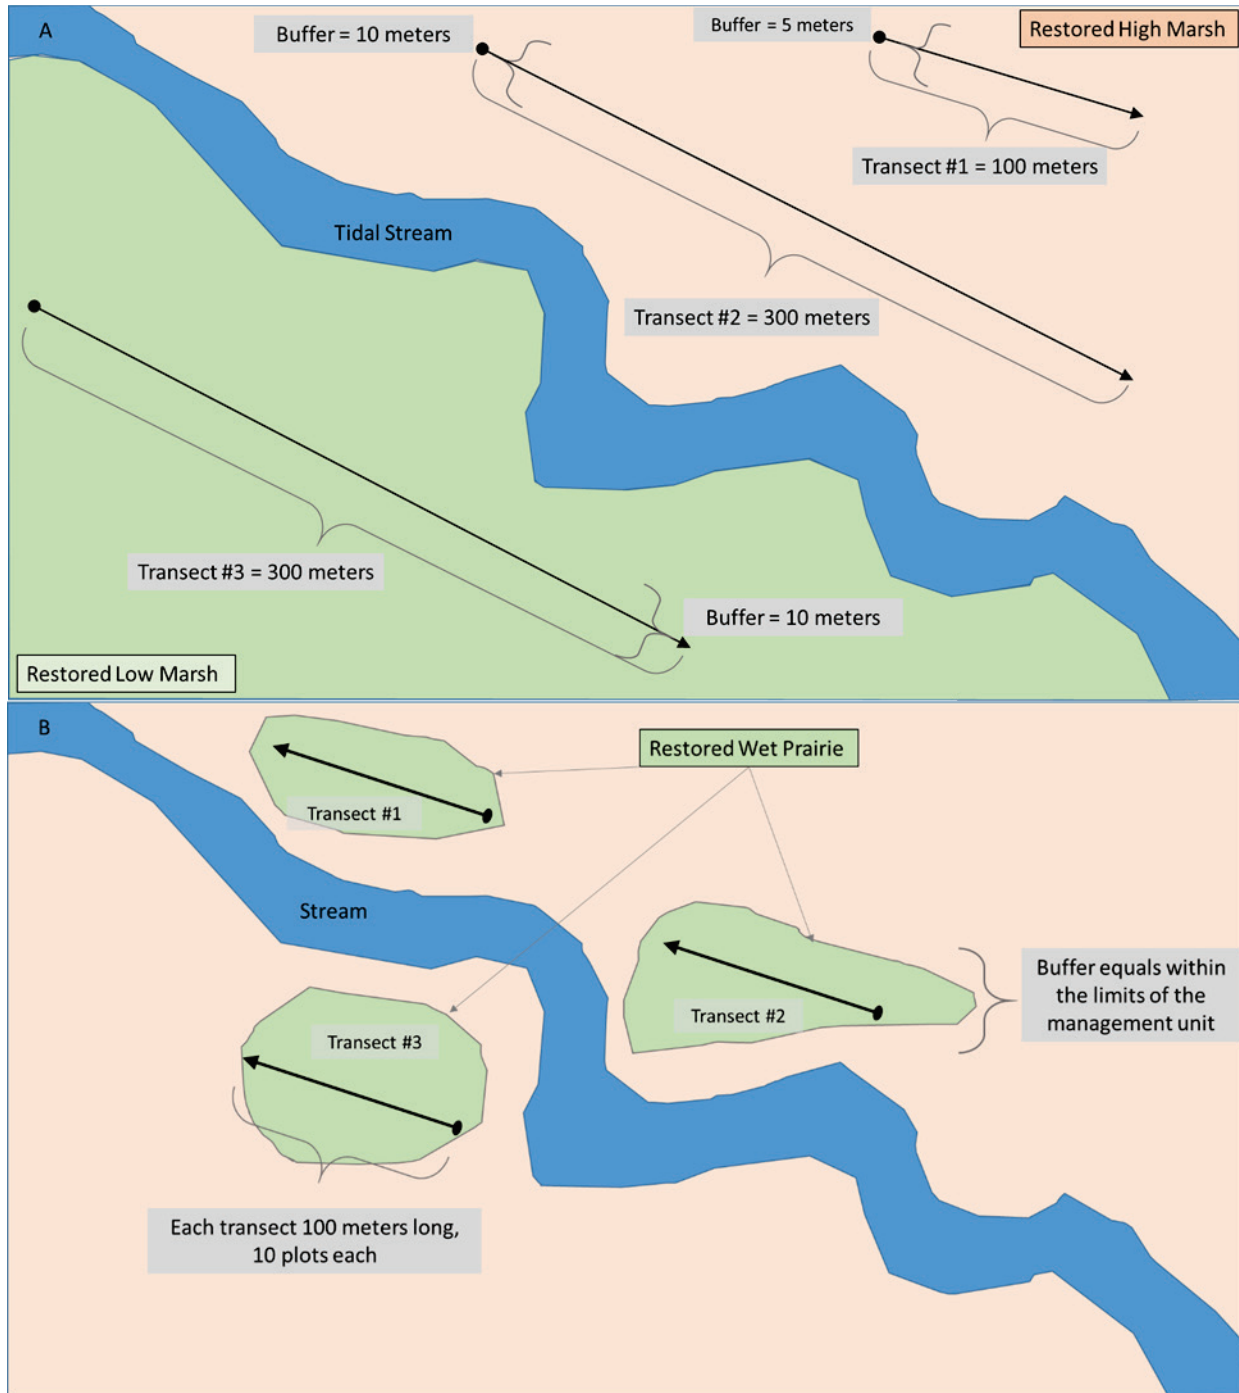 A
Buffer = 10 meters
Buffer = 5 meters
Restored High Marsh
Transect #1 = 100 meters
Tidal Stream
Transect #2 = 300 meters
Transect #3 = 300 meters
Buffer = 10 meters
Restored Low Marsh
B
Restored Wet Prairie
Transect #1
Stream
Transect #2
Buffer equals within
the limits of the
management unit
Transect #3
Each transect 100 meters long,
10 plots each